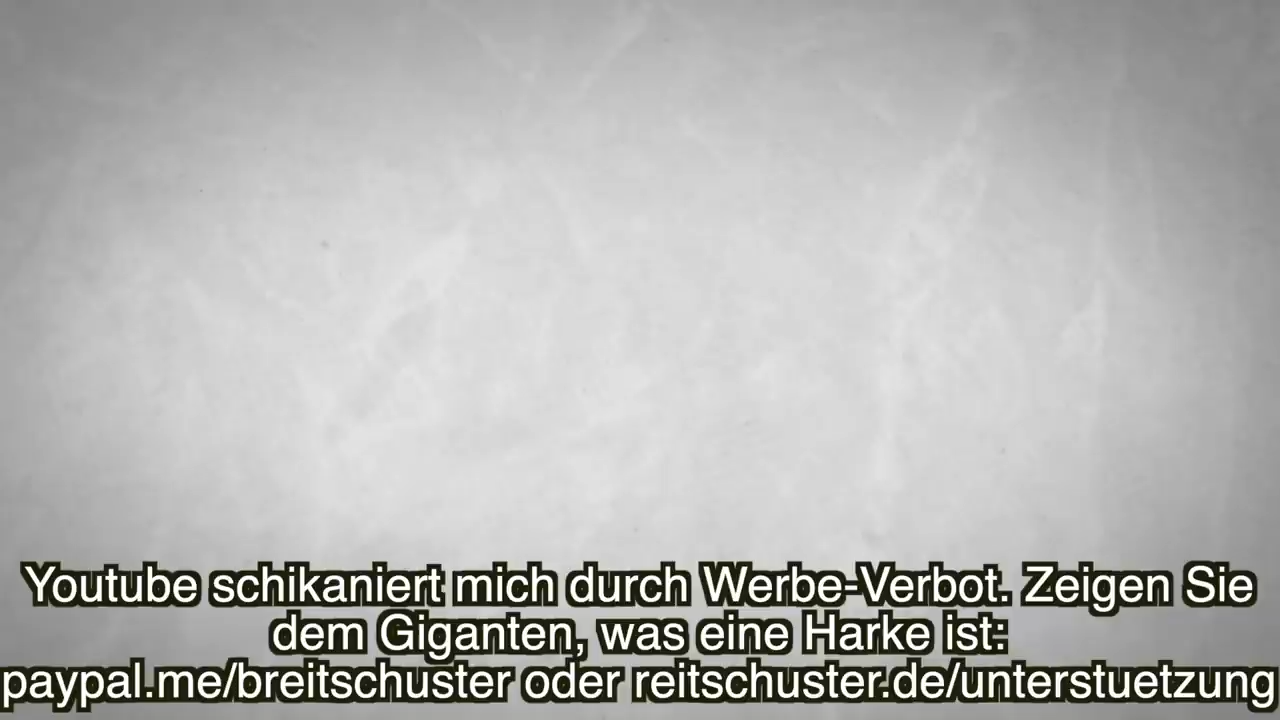 Youtube schikaniert mich durch Werbe-Verbot. Zeigen Sie
dem Giganten, was eine Harke ist:
paypal.me/breitschuster oder reitschuster.de/unterstuetzung